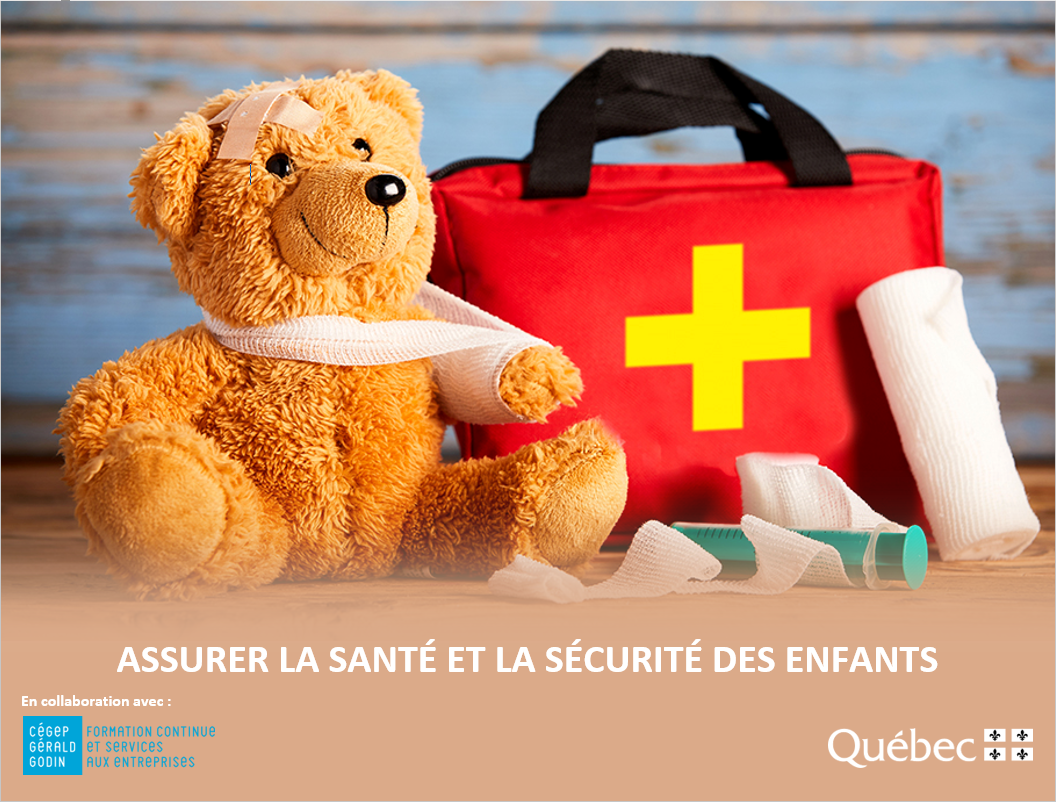 ASSURER LA SANTÉ ET LA SÉCURITÉ DES ENFANTS
En collaboration avec :
CÉGEP
GÉRALD
GODIN
FORMATION CONTINUE
ET SERVICES
AUX ENTREPRISES
Québec